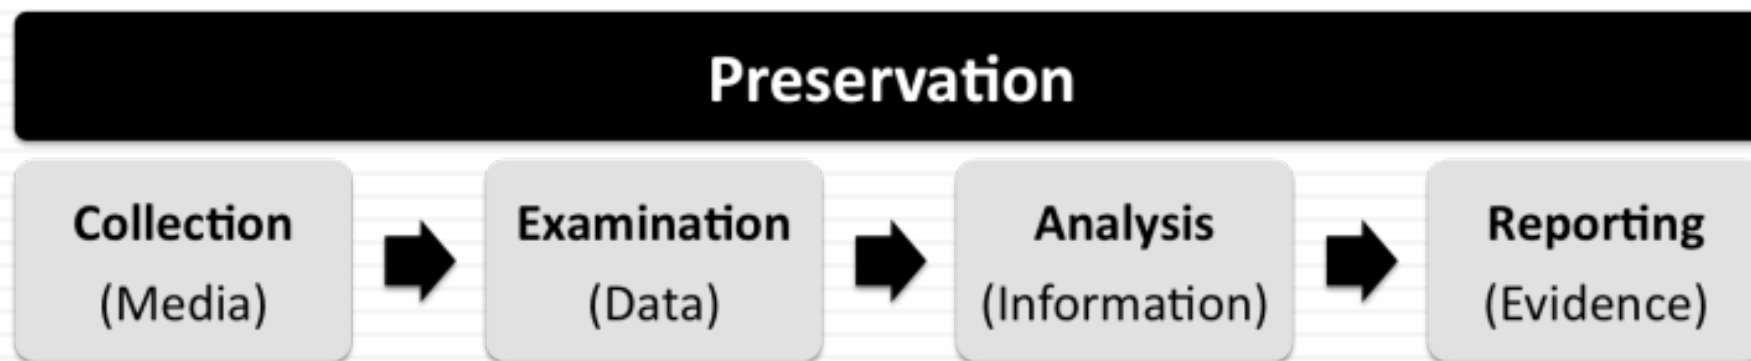 Preservation
Collection
(Media)
Examination
(Data)
Analysis
(Information)
Reporting
(Evidence)